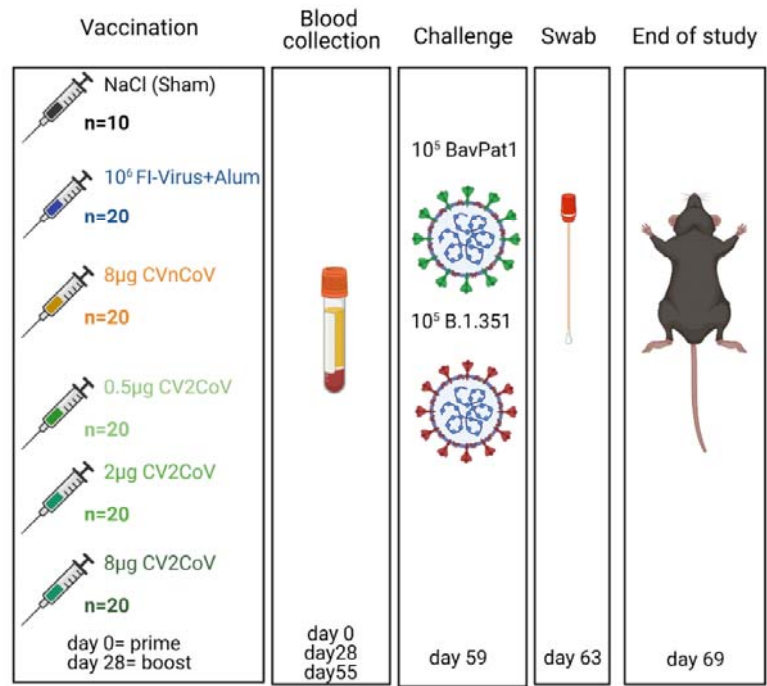 Vaccination
NaCl (Sham)
n=10
10⁶ FI-Virus+Alum
n=20
8µg CVnCoV
n=20
0.5µg CV2CoV
n=20
2µg CV2CoV
n=20
8µg CV2CoV
n=20
day 0= prime
day 28= boost
Blood
collection
day 0
day28
day55
Challenge
10⁵ BavPat1
10⁵ B.1.351
day 59
Swab
day 63
End of study
day 69